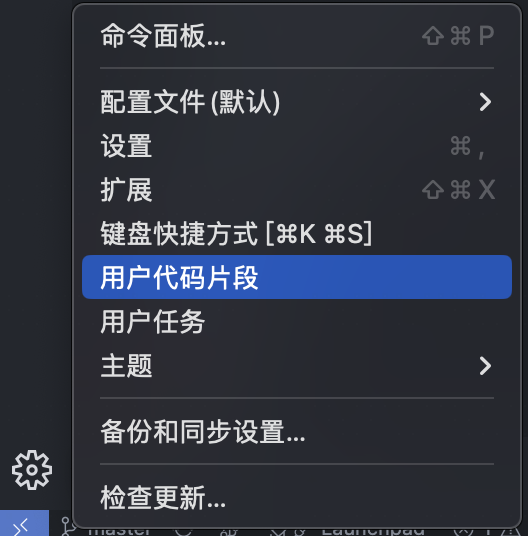 命令面板... ⇧⌘P
配置文件 (默认)
设置 ⌘,
扩展 ⇧⌘X
键盘快捷方式 [⌘K ⌘S]
用户代码片段
用户任务
主题
备份和同步设置...
检查更新...
master Launchpad